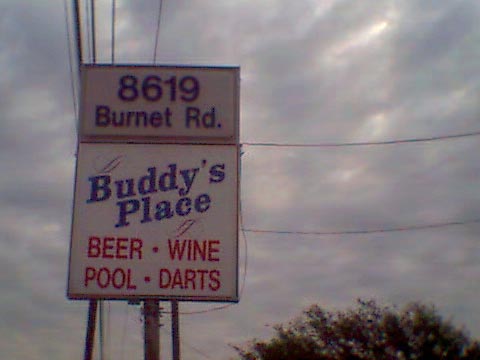 8619
Burnet Rd.
Buddy's
Place
BEER · WINE
POOL · DARTS